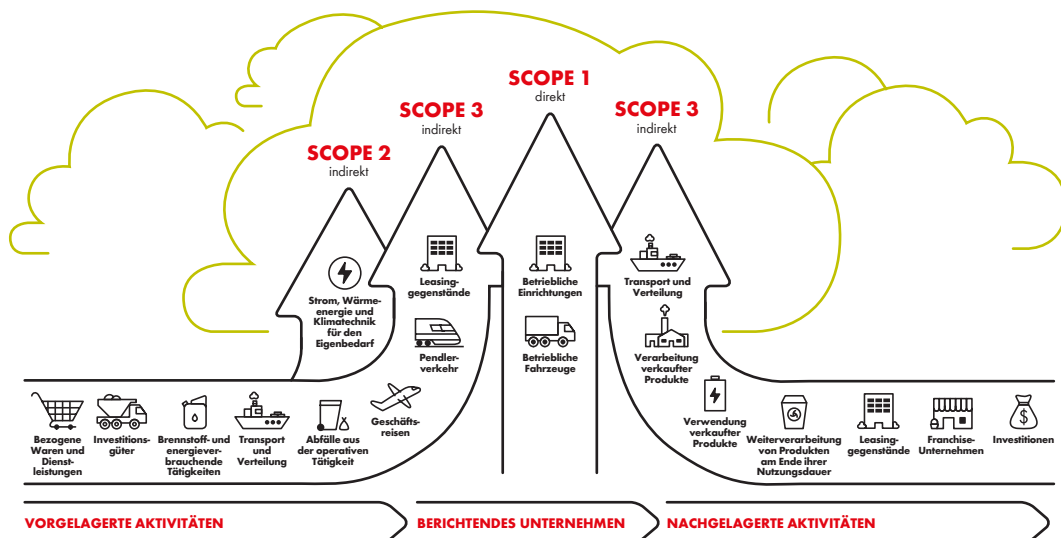 SCOPE 1
direkt
SCOPE 3
indirekt
SCOPE 3
indirekt
SCOPE 2
indirekt
Strom, Wärme-
energie und
Klimatechnik
für den
Eigenbedarf
Leasing-
gegenstände
Pendler-
verkehr
Geschäfts-
reisen
Betriebliche
Einrichtungen
Betriebliche
Fahrzeuge
Transport und
Verteilung
Verarbeitung
verkaufter
Produkte
Verwendung
verkaufter
Produkte
Bezogene
Waren und
Dienst-
leistungen
Investitions-
güter
Brennstoff- und
energiever-
brauchende
Tätigkeiten
Transport
und
Verteilung
Abfälle aus
der operativen
Tätigkeit
Weiterverarbeitung
von Produkten
am Ende ihrer
Nutzungsdauer
Leasing-
gegenstände
Franchise-
Unternehmen
$
Investitionen
VORGELAGERTE AKTIVITÄTEN
BERICHTENDES UNTERNEHMEN
NACHGELAGERTE AKTIVITÄTEN